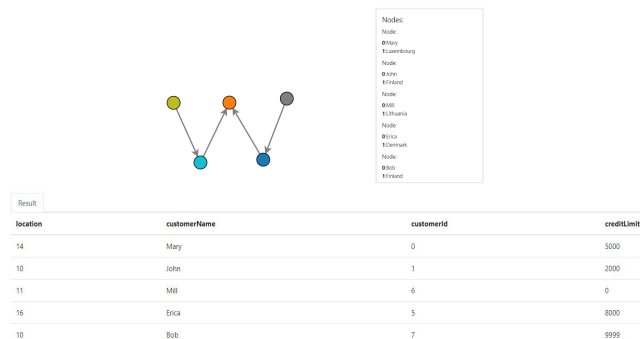 Nodes:
Node:
0:Mary
1:Luxembourg
Node:
0:John
1:Finland
Node:
0:Mill
1:Lithuania
Node:
0:Erica
1:Denmark
Node:
0:Bob
1:Finland
Result
location customerName customerId creditLimit
14 Mary 0 5000
10 John 1 2000
11 Mill 6 0
16 Erica 5 8000
10 Bob 7 9999